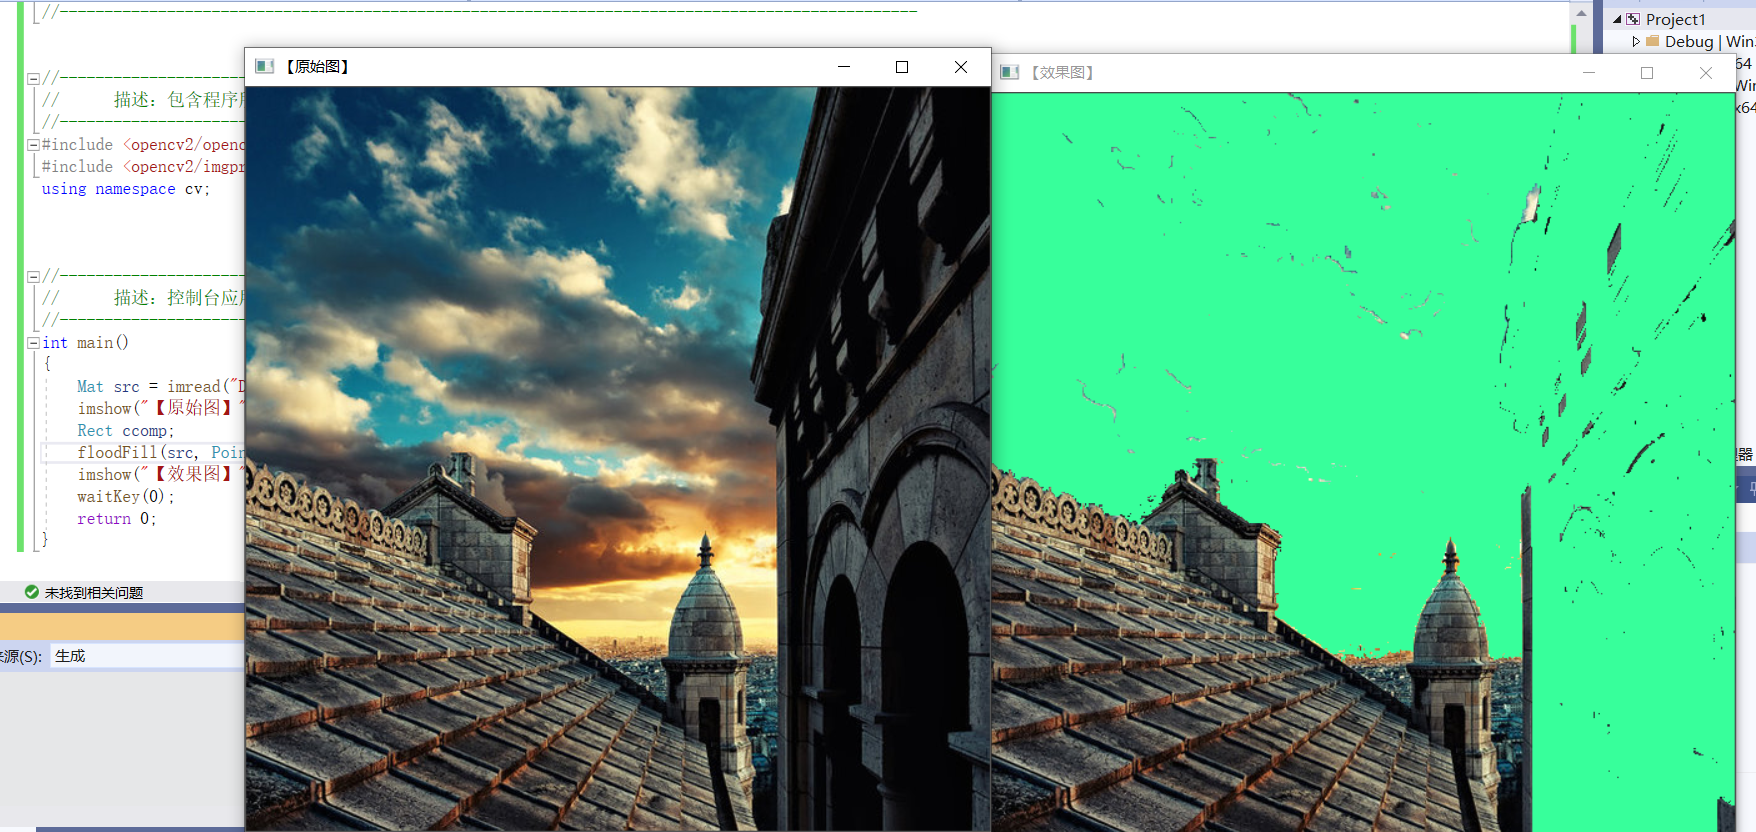 //
Project1
Debug | Win
//
【原始图】
【效果图】
64
// 描述：包含程序
Win
//
x64
#include <opencv2/openc
#include <opencv2/imgpr
using namespace cv;
//
// 描述：控制台应
//
int main()
{
Mat src = imread("D
imshow("【原始图】"
Rect ccomp;
floodFill(src, Poin
imshow("【效果图】"
waitKey(0);
return 0;
}
未找到相关问题
源(S): 生成